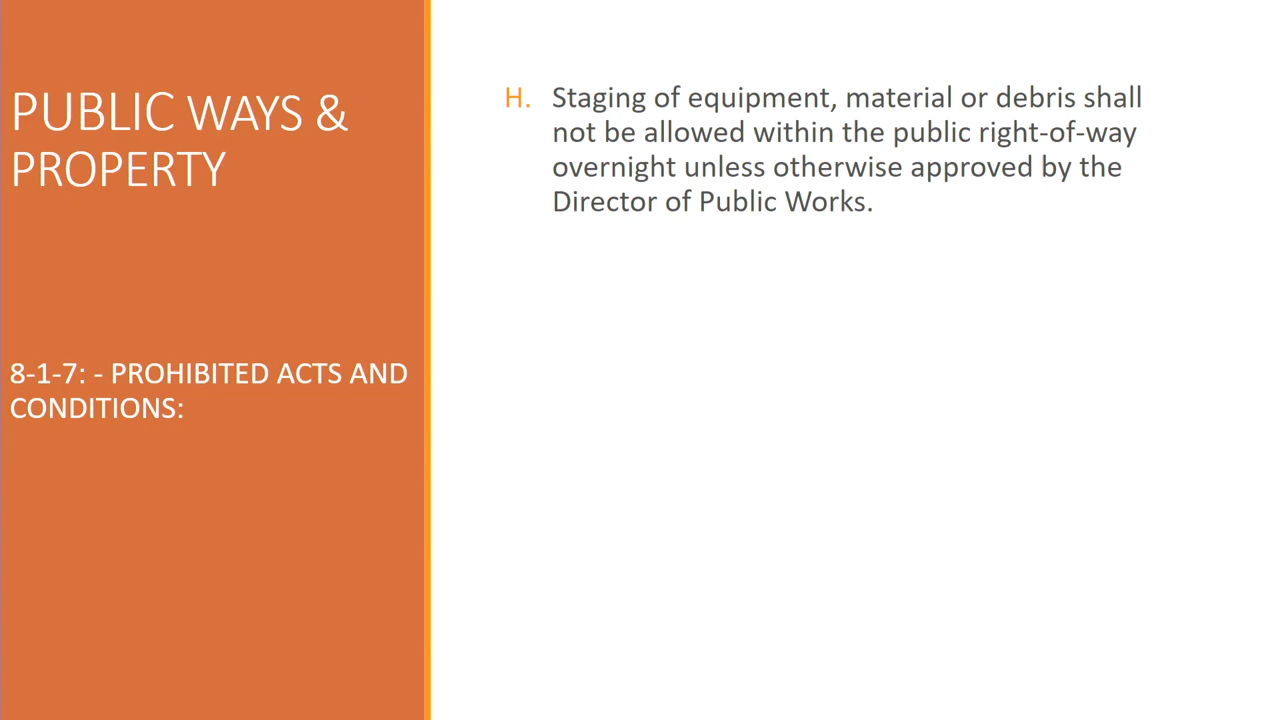 PUBLIC WAYS &
PROPERTY
8-1-7: - PROHIBITED ACTS AND
CONDITIONS:
H. Staging of equipment, material or debris shall
not be allowed within the public right-of-way
overnight unless otherwise approved by the
Director of Public Works.